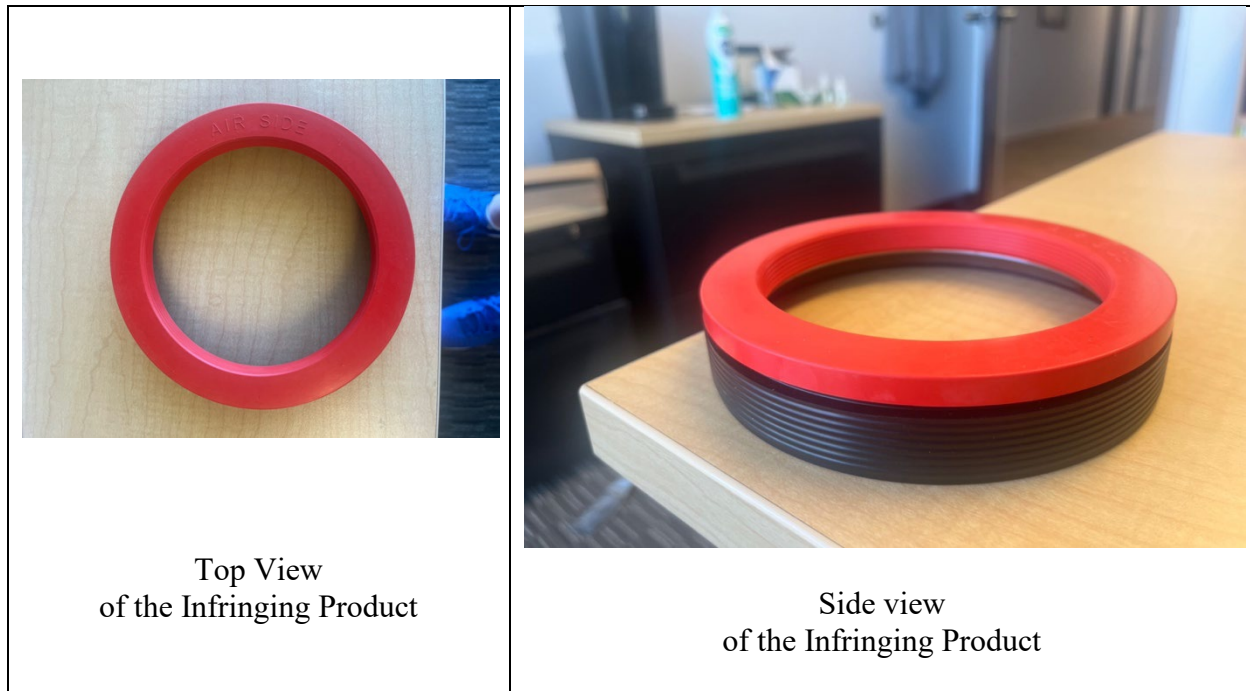 AIR SIDE
Top View
of the Infringing Product
Side view
of the Infringing Product